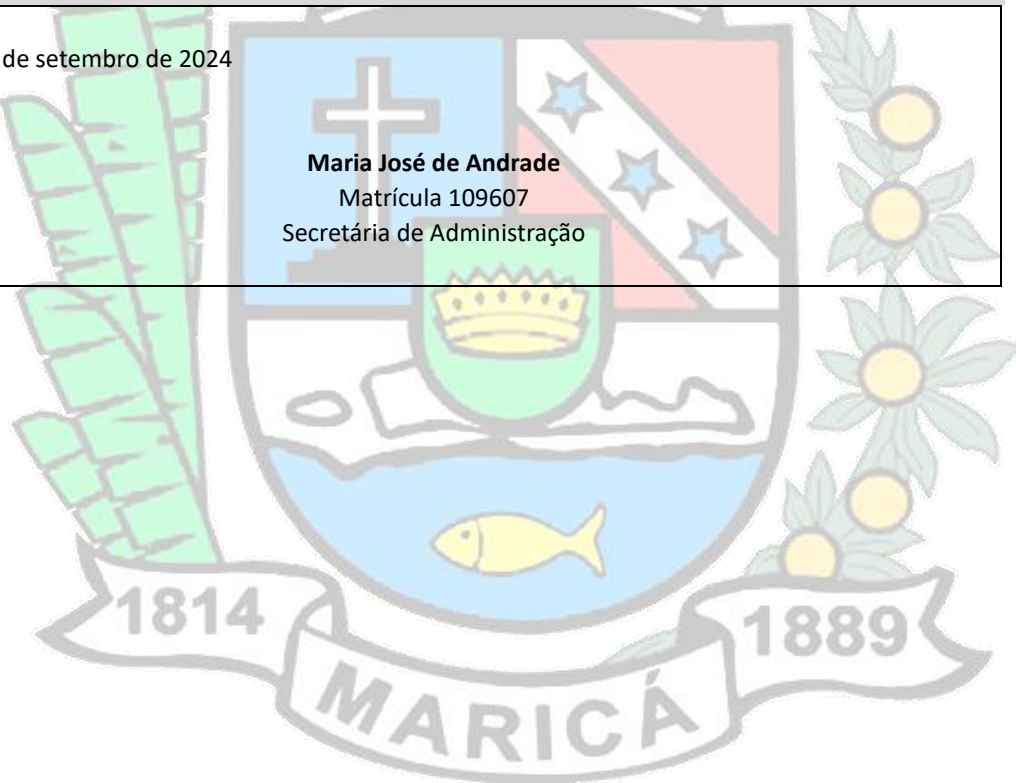 de setembro de 2024
Maria José de Andrade
Matrícula 109607
Secretária de Administração
1814
1889
MARICÁ